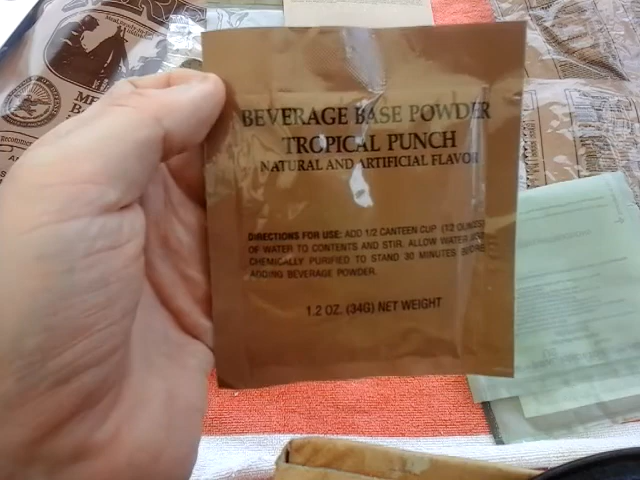 BEVERAGE BASE POWDER
TROPICAL PUNCH
NATURAL AND ARTIFICIAL FLAVOR
DIRECTIONS FOR USE: ADD 1/2 CANTEEN CUP (12 OUNCES)
OF WATER TO CONTENTS AND STIR. ALLOW WATER
CHEMICALLY PURIFIED TO STAND 30 MINUTES BEFORE
ADDING BEVERAGE POWDER.
1.2 OZ. (34G) NET WEIGHT